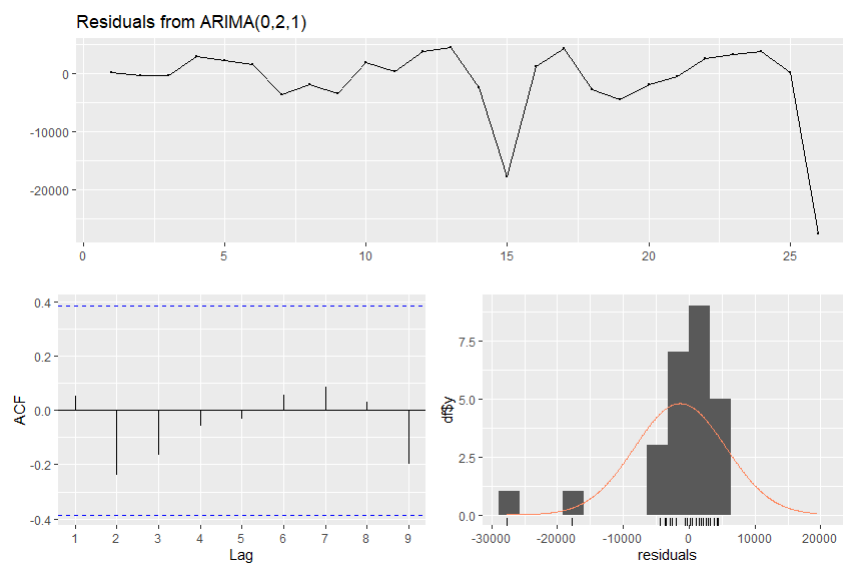 Residuals from ARIMA(0,2,1)
0
-10000
-20000
0 5 10 15 20 25
0.4
0.2
0.0
-0.2
-0.4
ACF
1 2 3 4 5 6 7 8 9
Lag
7.5
5.0
2.5
0.0
df$y
-30000 -20000 -10000 0 10000 20000
residuals